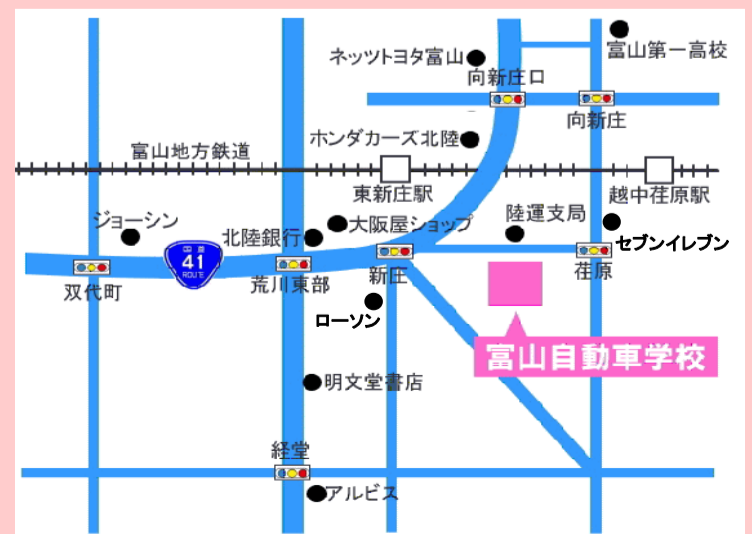 富山第一高校
ネッツトヨタ富山
向新庄口
向新庄
ホンダカーズ北陸
富山地方鉄道
東新庄駅
越中荏原駅
ジョーシン
大阪屋ショップ
陸運支局
北陸銀行
セブンイレブン
国道
41
ROUTE
新庄
荏原
双代町
荒川東部
ローソン
富山自動車学校
明文堂書店
経堂
アルビス